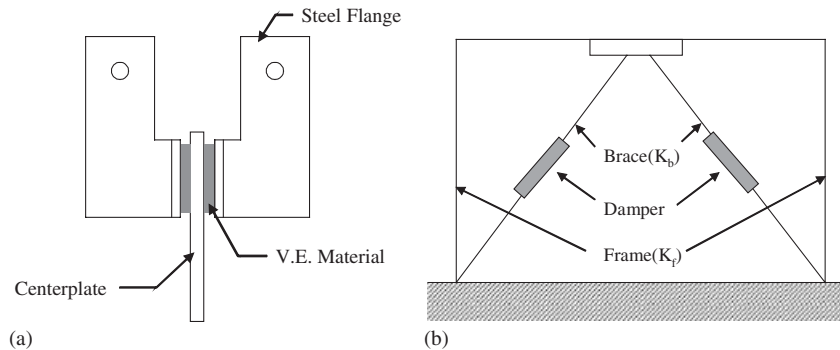 Steel Flange
V.E. Material
Centerplate
(a)
Brace(K_b)
Damper
Frame(K_f)
(b)